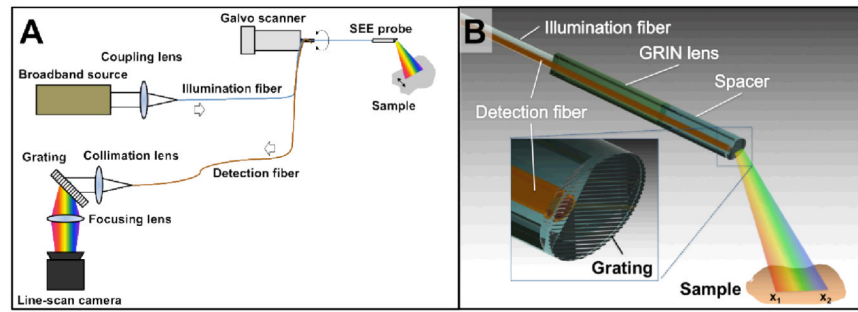 A
Galvo scanner
SEE probe
Coupling lens
Broadband source
Illumination fiber
Sample
Grating
Collimation lens
Detection fiber
Focusing lens
Line-scan camera
B
Illumination fiber
GRIN lens
Spacer
Detection fiber
Grating
Sample
x1
x2